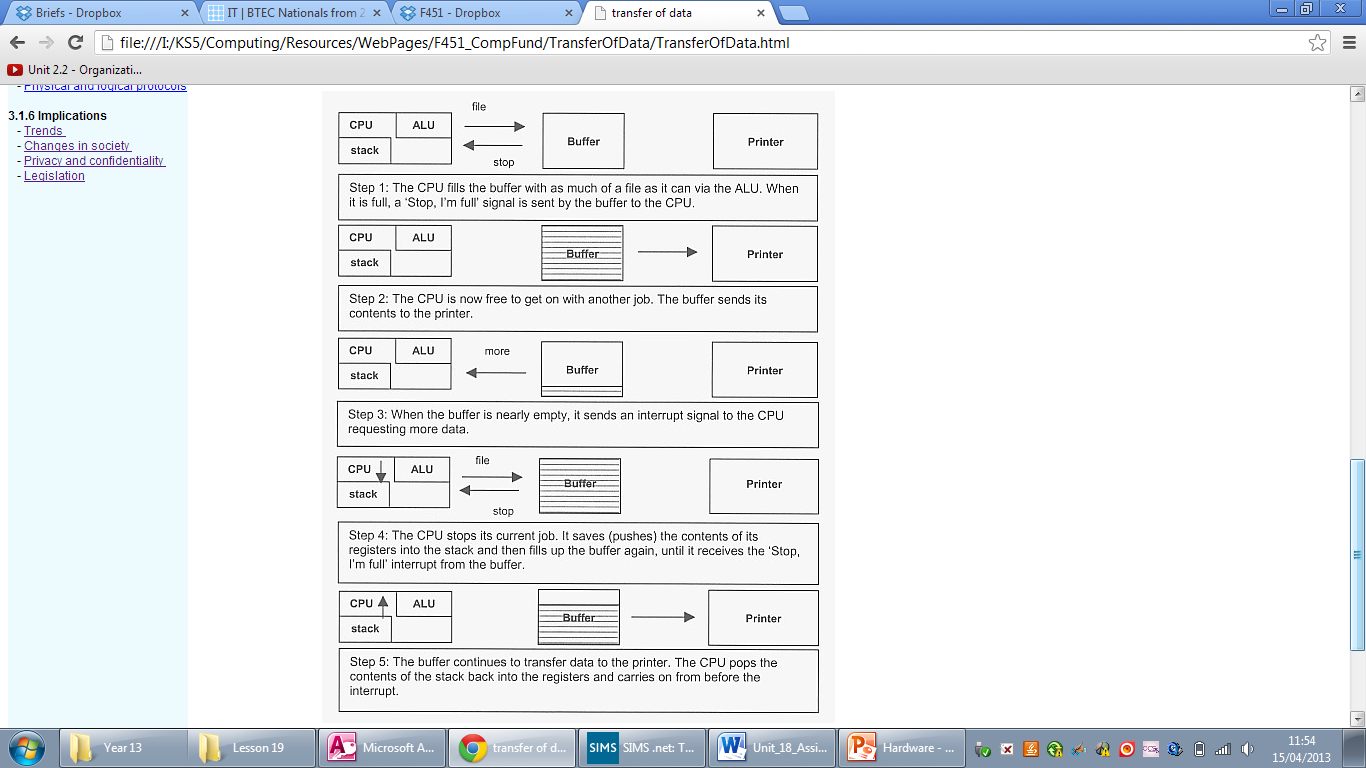 Briefs - Dropbox
IT | BTEC Nationals from 2
F451 - Dropbox
transfer of data
file:///I:/KS5/Computing/Resources/WebPages/F451_CompFund/TransferOfData/TransferOfData.html
Unit 2.2 - Organizati...
- Physical and logical protocols
3.1.6 Implications
- Trends
- Changes in society
- Privacy and confidentiality
- Legislation
file
CPU ALU
stack
Buffer
Printer
stop
Step 1: The CPU fills the buffer with as much of a file as it can via the ALU. When
it is full, a ‘Stop, I’m full’ signal is sent by the buffer to the CPU.
CPU ALU
stack
Buffer
Printer
Step 2: The CPU is now free to get on with another job. The buffer sends its
contents to the printer.
CPU ALU
stack
more
Buffer
Printer
Step 3: When the buffer is nearly empty, it sends an interrupt signal to the CPU
requesting more data.
file
CPU ALU
stack
Buffer
Printer
stop
Step 4: The CPU stops its current job. It saves (pushes) the contents of its
registers into the stack and then fills up the buffer again, until it receives the ‘Stop,
I’m full’ interrupt from the buffer.
CPU ALU
stack
Buffer
Printer
Step 5: The buffer continues to transfer data to the printer. The CPU pops the
contents of the stack back into the registers and carries on from before the
interrupt.
Year 13
Lesson 19
Microsoft A...
transfer of d...
SIMS
SIMS .net: T...
Unit_18_Assi...
Hardware - ...
11:54
15/04/2013